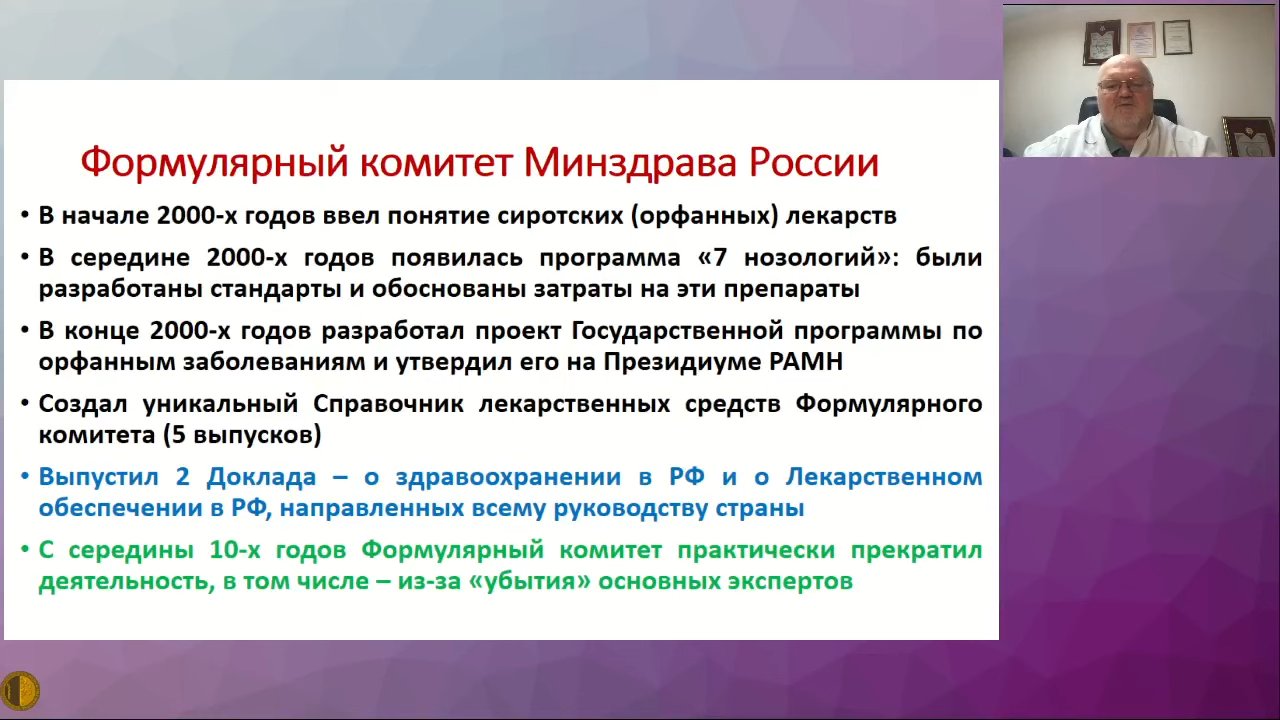 Формулярный комитет Минздрава России
• В начале 2000-х годов ввел понятие сиротских (орфанных) лекарств
• В середине 2000-х годов появилась программа «7 нозологий»: были
разработаны стандарты и обоснованы затраты на эти препараты
• В конце 2000-х годов разработал проект Государственной программы по
орфанным заболеваниям и утвердил его на Президиуме РАМН
• Создал уникальный Справочник лекарственных средств Формулярного
комитета (5 выпусков)
• Выпустил 2 Доклада – о здравоохранении в РФ и о Лекарственном
обеспечении в РФ, направленных всему руководству страны
• С середины 10-х годов Формулярный комитет практически прекратил
деятельность, в том числе – из-за «убытия» основных экспертов